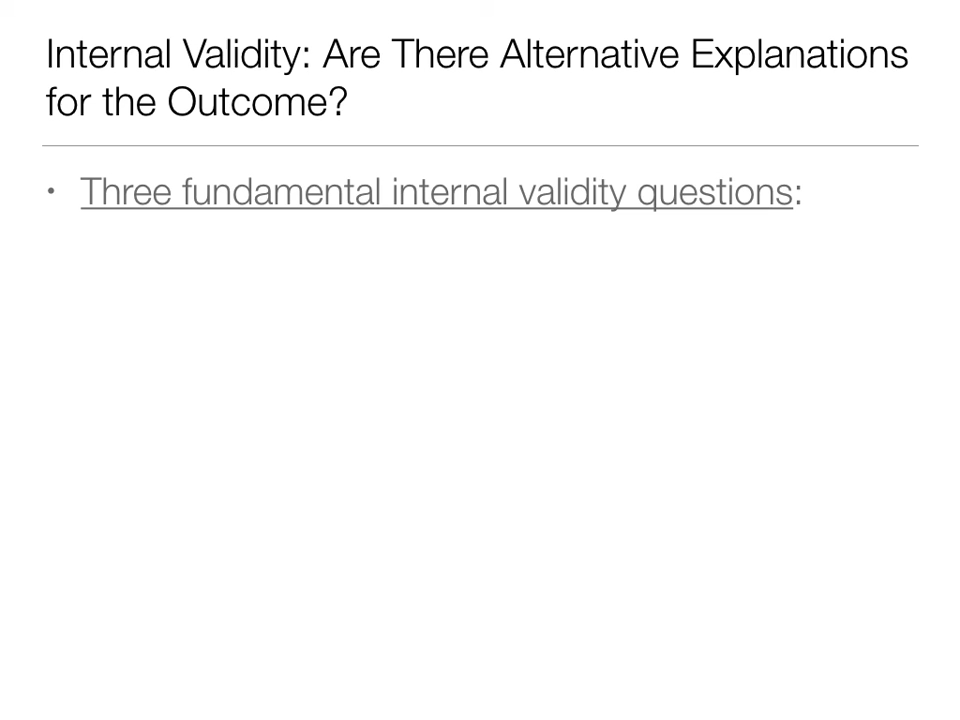 Internal Validity: Are There Alternative Explanations
for the Outcome?
• Three fundamental internal validity questions: